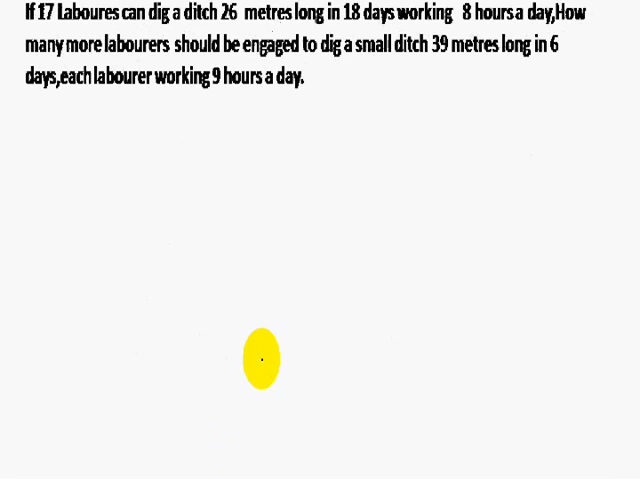 If 17 Laboures can dig a ditch 26 metres long in 18 days working 8 hours a day,How
many more labourers should be engaged to dig a small ditch 39 metres long in 6
days,each labourer working 9 hours a day.